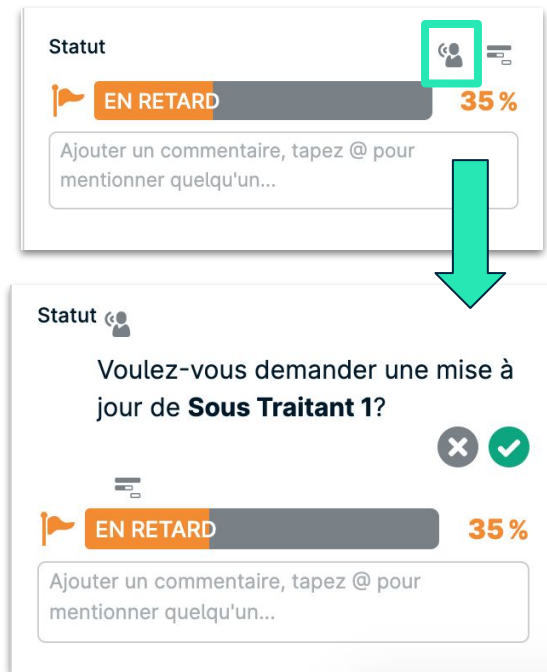 Statut
EN RETARD
35 %
Ajouter un commentaire, tapez @ pour
mentionner quelqu'un...
Statut
Voulez-vous demander une mise à
jour de Sous Traitant 1?
EN RETARD
35 %
Ajouter un commentaire, tapez @ pour
mentionner quelqu'un...